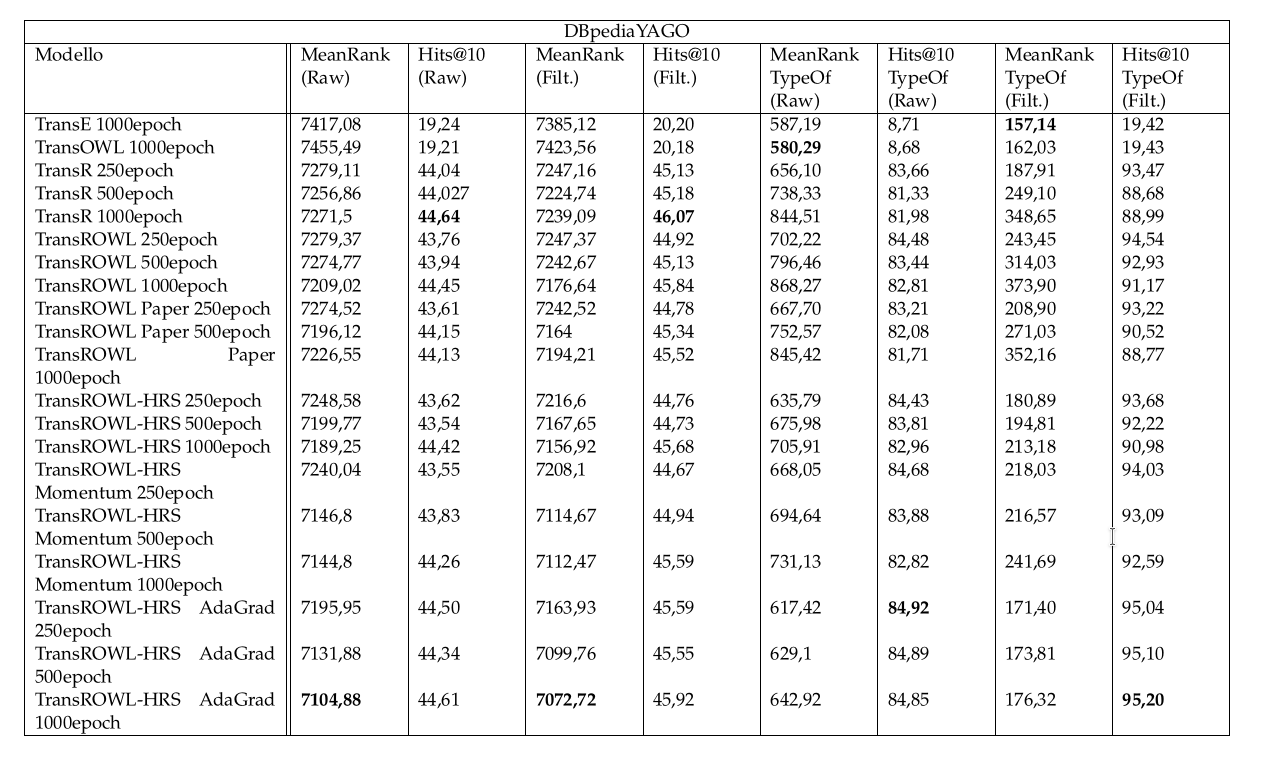 DBpediaYAGO
Modello MeanRank Hits@10 MeanRank Hits@10 MeanRank Hits@10 MeanRank Hits@10
(Raw) (Raw) (Filt.) (Filt.) TypeOf TypeOf TypeOf TypeOf
(Raw) (Raw) (Filt.) (Filt.)
TransE 1000epoch 7417,08 19,24 7385,12 20,20 587,19 8,71 157,14 19,42
TransOWL 1000epoch 7455,49 19,21 7423,56 20,18 580,29 8,68 162,03 19,43
TransR 250epoch 7279,11 44,04 7247,16 45,13 656,10 83,66 187,91 93,47
TransR 500epoch 7256,86 44,027 7224,74 45,18 738,33 81,33 249,10 88,68
TransR 1000epoch 7271,5 44,64 7239,09 46,07 844,51 81,98 348,65 88,99
TransROWL 250epoch 7279,37 43,76 7247,37 44,92 702,22 84,48 243,45 94,54
TransROWL 500epoch 7274,77 43,94 7242,67 45,13 796,46 83,44 314,03 92,93
TransROWL 1000epoch 7209,02 44,45 7176,64 45,84 868,27 82,81 373,90 91,17
TransROWL Paper 250epoch 7274,52 43,61 7242,52 44,78 667,70 83,21 208,90 93,22
TransROWL Paper 500epoch 7196,12 44,15 7164 45,34 752,57 82,08 271,03 90,52
TransROWL Paper 7226,55 44,13 7194,21 45,52 845,42 81,71 352,16 88,77
1000epoch
TransROWL-HRS 250epoch 7248,58 43,62 7216,6 44,76 635,79 84,43 180,89 93,68
TransROWL-HRS 500epoch 7199,77 43,54 7167,65 44,73 675,98 83,81 194,81 92,22
TransROWL-HRS 1000epoch 7189,25 44,42 7156,92 45,68 705,91 82,96 213,18 90,98
TransROWL-HRS 7240,04 43,55 7208,1 44,67 668,05 84,68 218,03 94,03
Momentum 250epoch
TransROWL-HRS 7146,8 43,83 7114,67 44,94 694,64 83,88 216,57 93,09
Momentum 500epoch
TransROWL-HRS 7144,8 44,26 7112,47 45,59 731,13 82,82 241,69 92,59
Momentum 1000epoch
TransROWL-HRS AdaGrad 7195,95 44,50 7163,93 45,59 617,42 84,92 171,40 95,04
250epoch
TransROWL-HRS AdaGrad 7131,88 44,34 7099,76 45,55 629,1 84,89 173,81 95,10
500epoch
TransROWL-HRS AdaGrad 7104,88 44,61 7072,72 45,92 642,92 84,85 176,32 95,20
1000epoch